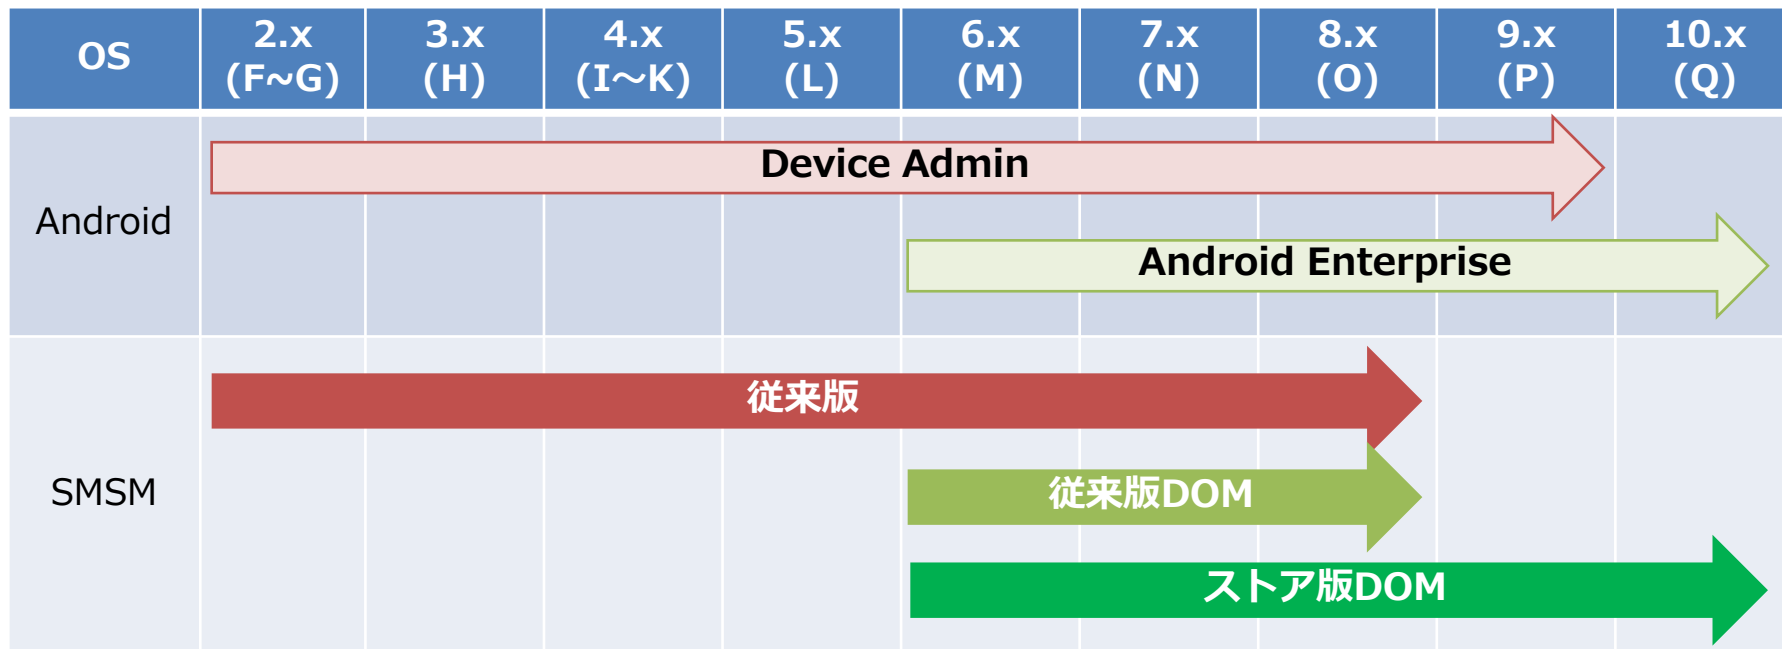 OS
2.x
(F~G)
3.x
(H)
4.x
(I～K)
5.x
(L)
6.x
(M)
7.x
(N)
8.x
(O)
9.x
(P)
10.x
(Q)
Android
Device Admin
Android Enterprise
SMSM
従来版
従来版DOM
ストア版DOM